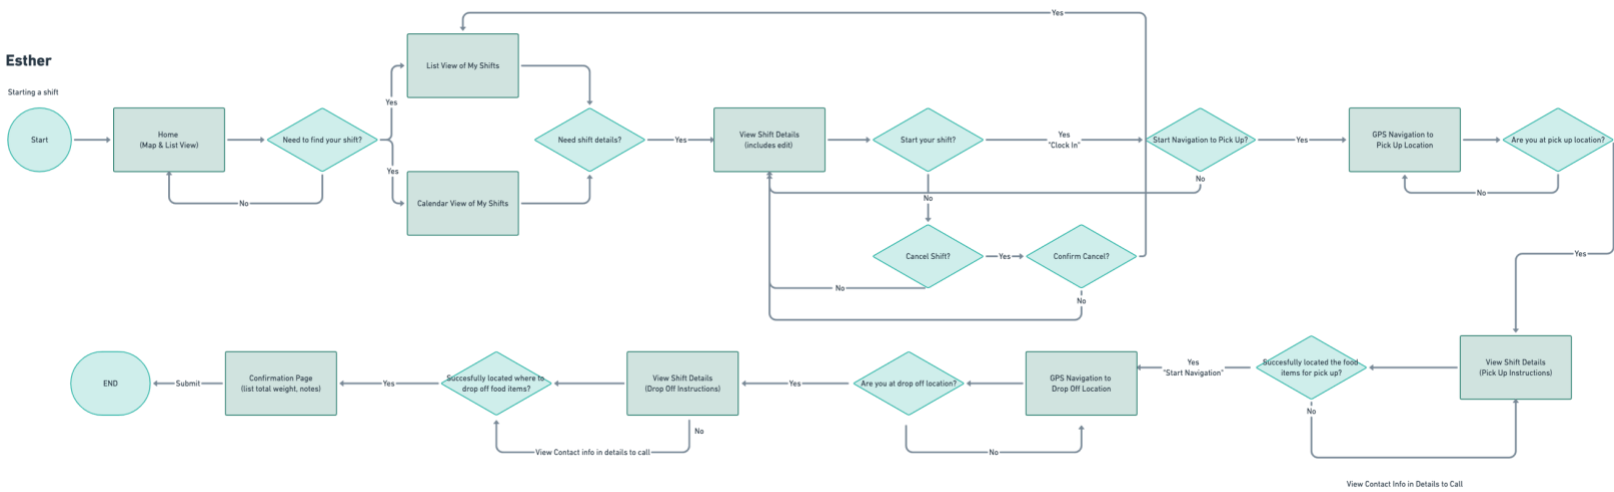 Esther
Starting a shift
Start
Home
(Map & List View)
No
Need to find your shift?
Yes
Yes
List View of My Shifts
Calendar View of My Shifts
Need shift details?
Yes
View Shift Details
(includes edit)
Start your shift?
Yes
"Clock In"
No
Cancel Shift?
Yes
No
Confirm Cancel?
No
Yes
Start Navigation to Pick Up?
No
Yes
GPS Navigation to
Pick Up Location
Are you at pick up location?
No
Yes
View Shift Details
(Pick Up Instructions)
Succesfully located the food
items for pick up?
No
View Contact Info in Details to Call
Yes
"Start Navigation"
GPS Navigation to
Drop Off Location
Are you at drop off location?
No
Yes
View Shift Details
(Drop Off Instructions)
No
View Contact info in details to call
Succesfully located where to
drop off food items?
Yes
Confirmation Page
(list total weight, notes)
Submit
END